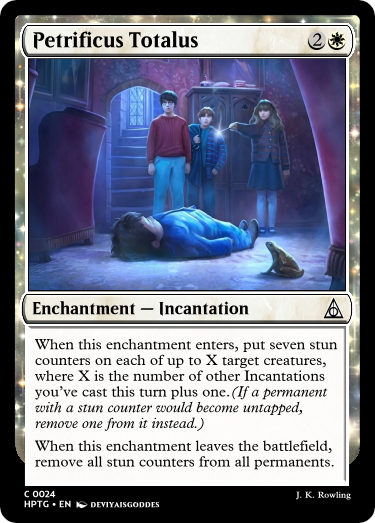 Petrificus Totalus 2
Enchantment — Incantation
When this enchantment enters, put seven stun
counters on each of up to X target creatures,
where X is the number of other Incantations
you've cast this turn plus one.(If a
permanent with a stun counter would become untapped,
remove one from it instead.)
When this enchantment leaves the battlefield,
remove all stun counters from all permanents.
C 0024
HPTG • EN DEVIYAISGODDES
J. K. Rowling